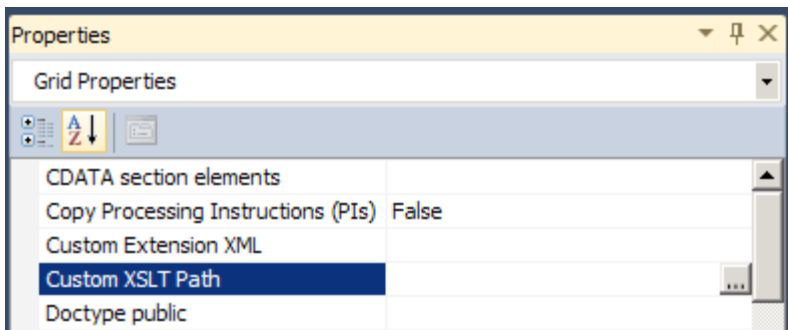 Properties
Grid Properties
A
Z
CDATA section elements
Copy Processing Instructions (PIs) False
Custom Extension XML
Custom XSLT Path ...
Doctype public